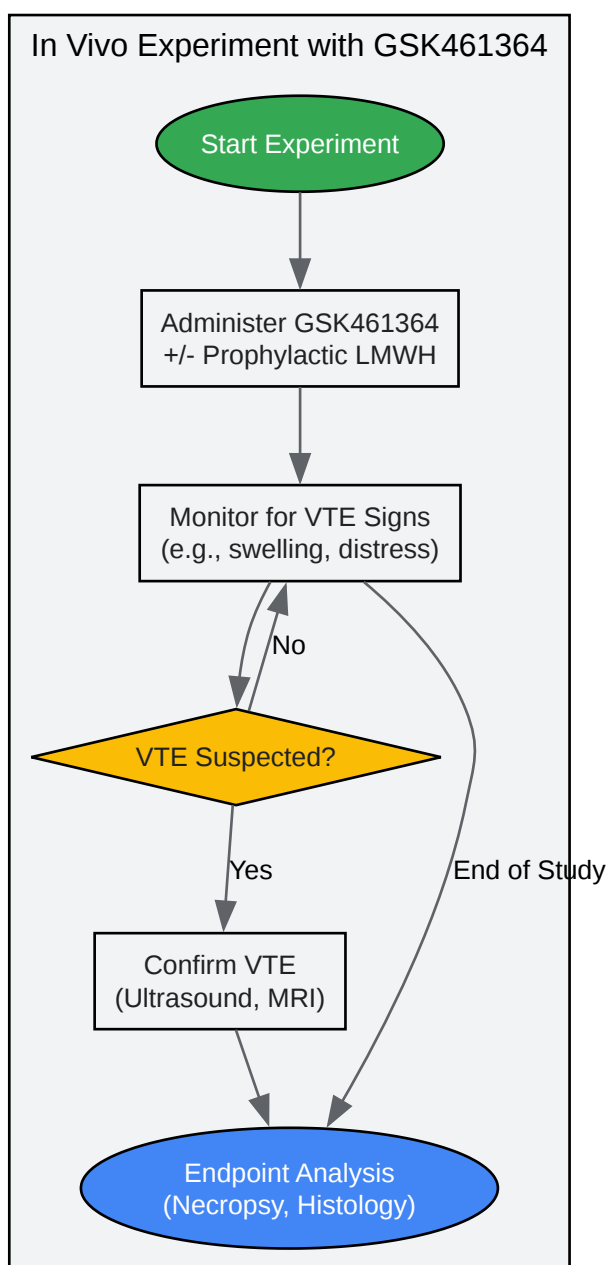 In Vivo Experiment with GSK461364
Start Experiment
Administer GSK461364
+/- Prophylactic LMWH
Monitor for VTE Signs
(e.g., swelling, distress)
No
VTE Suspected?
Yes
End of Study
Confirm VTE
(Ultrasound, MRI)
Endpoint Analysis
(Necropsy, Histology)